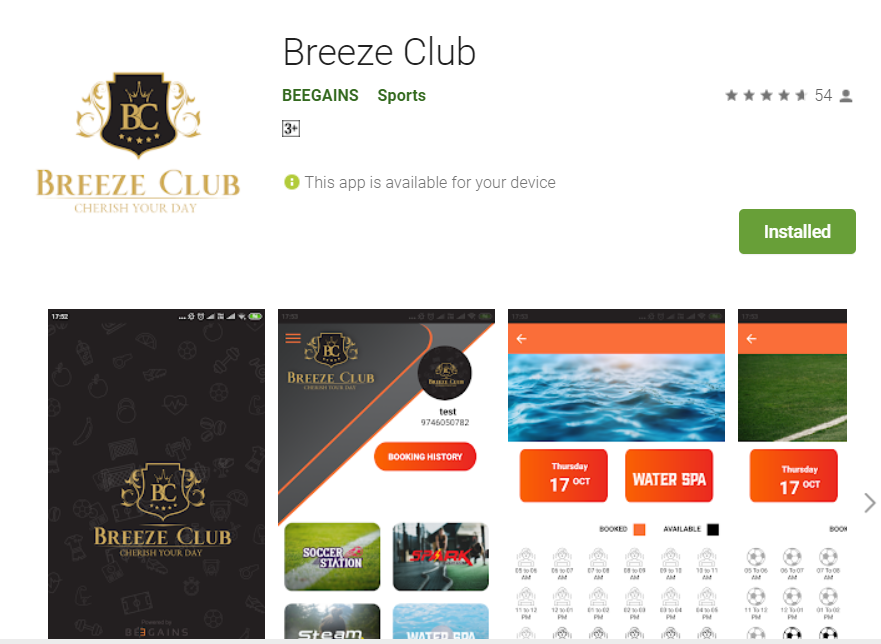 Breeze Club
BEEGAINS Sports
54
3+
This app is available for your device
Installed
BC
BREEZE CLUB
CHERISH YOUR DAY
17:52
BC
BREEZE CLUB
CHERISH YOUR DAY
Powered by
BEEGAINS
17:53
BC
BREEZE CLUB
CHERISH YOUR DAY
BREEZE CLUB
test
9746050782
BOOKING HISTORY
SOCCER
STATION
SPARK
Steam
WATER SPA
17:53
Thursday
17 OCT
WATER SPA
BOOKED
AVAILABLE
05 to 06 AM
06 to 07 AM
07 to 08 AM
08 to 09 AM
09 to 10 AM
10 to 11 AM
11 to 12 PM
12 to 01 PM
01 to 02 PM
02 to 03 PM
03 to 04 PM
04 to 05 PM
17:53
Thursday
17 OCT
BOOK
05 To 06 AM
06 To 07 AM
07 To 08 AM
11 To 12 PM
12 To 01 PM
01 To 02 PM